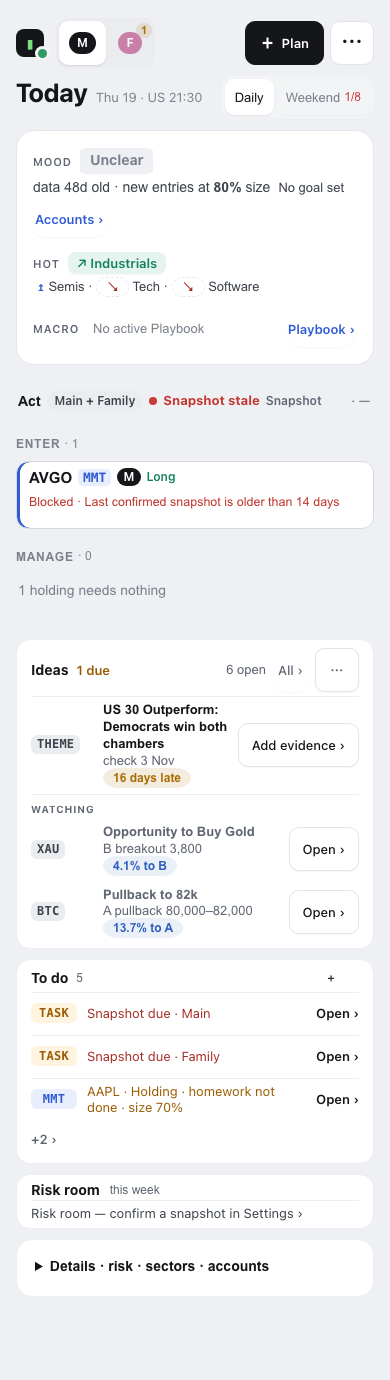 M F 1 + Plan ···
Today Thu 19 · US 21:30 Daily Weekend 1/8
MOOD Unclear
data 48d old · new entries at 80% size No goal set
Accounts ›
HOT ↗ Industrials
↥ Semis · ↘ Tech · ↘ Software
MACRO No active Playbook Playbook ›
Act Main + Family ● Snapshot stale Snapshot · —
ENTER · 1
AVGO MMT M Long
Blocked · Last confirmed snapshot is older than 14 days
MANAGE · 0
1 holding needs nothing
Ideas 1 due 6 open All › ···
US 30 Outperform:
Democrats win both
THEME chambers Add evidence ›
check 3 Nov
16 days late
WATCHING
Opportunity to Buy Gold
XAU B breakout 3,800 Open ›
4.1% to B
Pullback to 82k
BTC A pullback 80,000–82,000 Open ›
13.7% to A
To do 5 +
TASK Snapshot due · Main Open ›
TASK Snapshot due · Family Open ›
MMT AAPL · Holding · homework not Open ›
done · size 70%
+2 ›
Risk room this week
Risk room — confirm a snapshot in Settings ›
▶ Details · risk · sectors · accounts